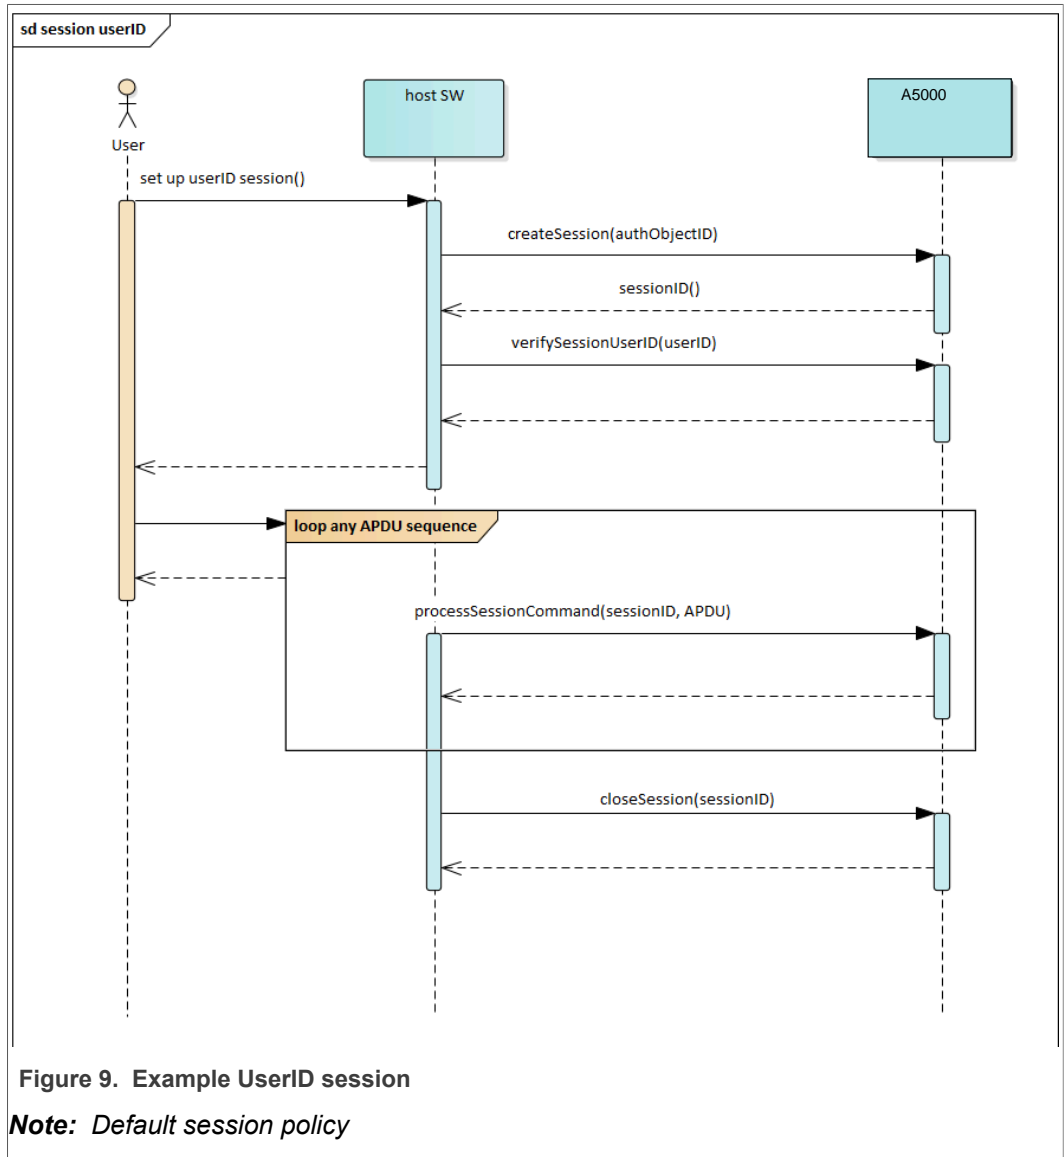 sd session userID
host SW
A5000
User
set up userID session()
createSession(authObjectID)
sessionID()
verifySessionUserID(userID)
loop any APDU sequence
processSessionCommand(sessionID, APDU)
closeSession(sessionID)
Figure 9. Example UserID session
Note: Default session policy